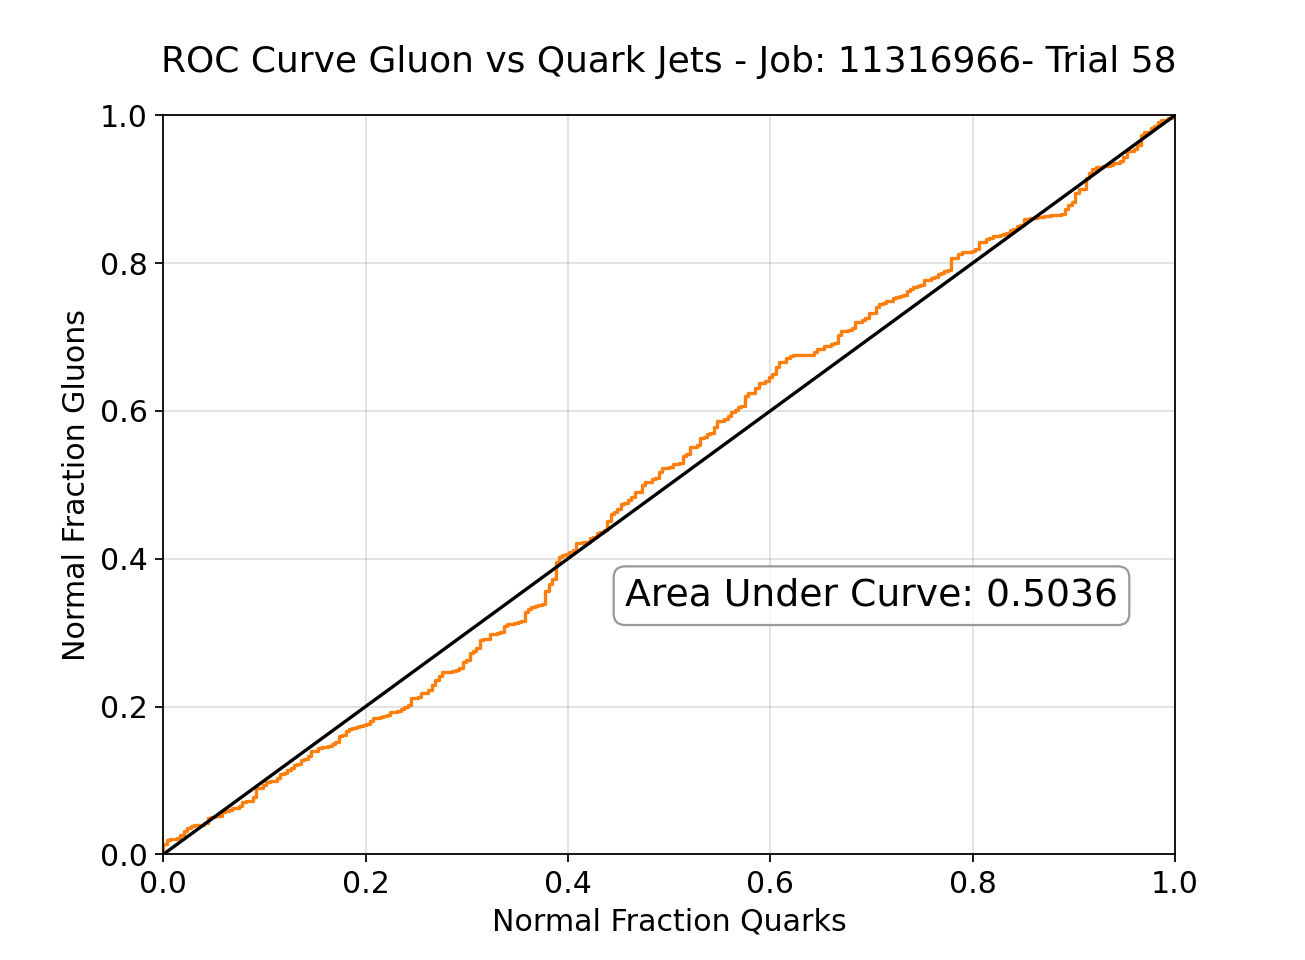 ROC Curve Gluon vs Quark Jets - Job: 11316966- Trial 58
1.0
0.8
0.6
0.4
0.2
0.0
Normal Fraction Gluons
Area Under Curve: 0.5036
0.0 0.2 0.4 0.6 0.8 1.0
Normal Fraction Quarks